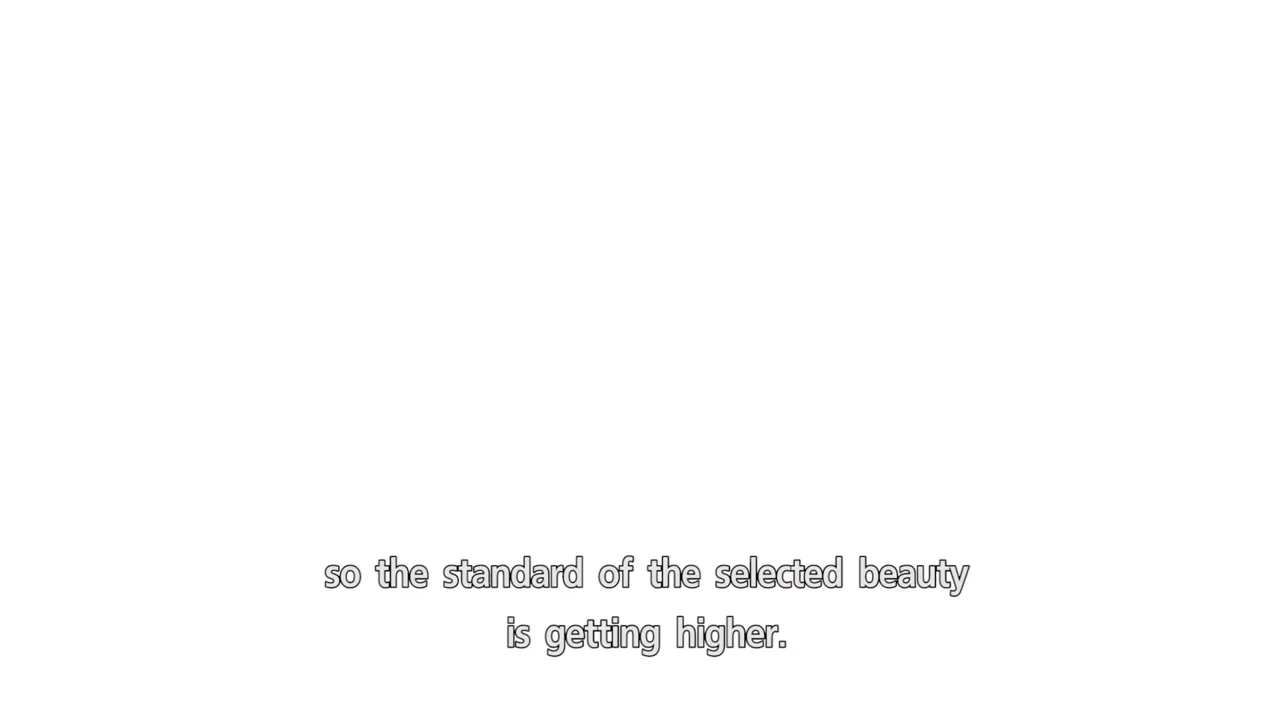 so the standard of the selected beauty
is getting higher.